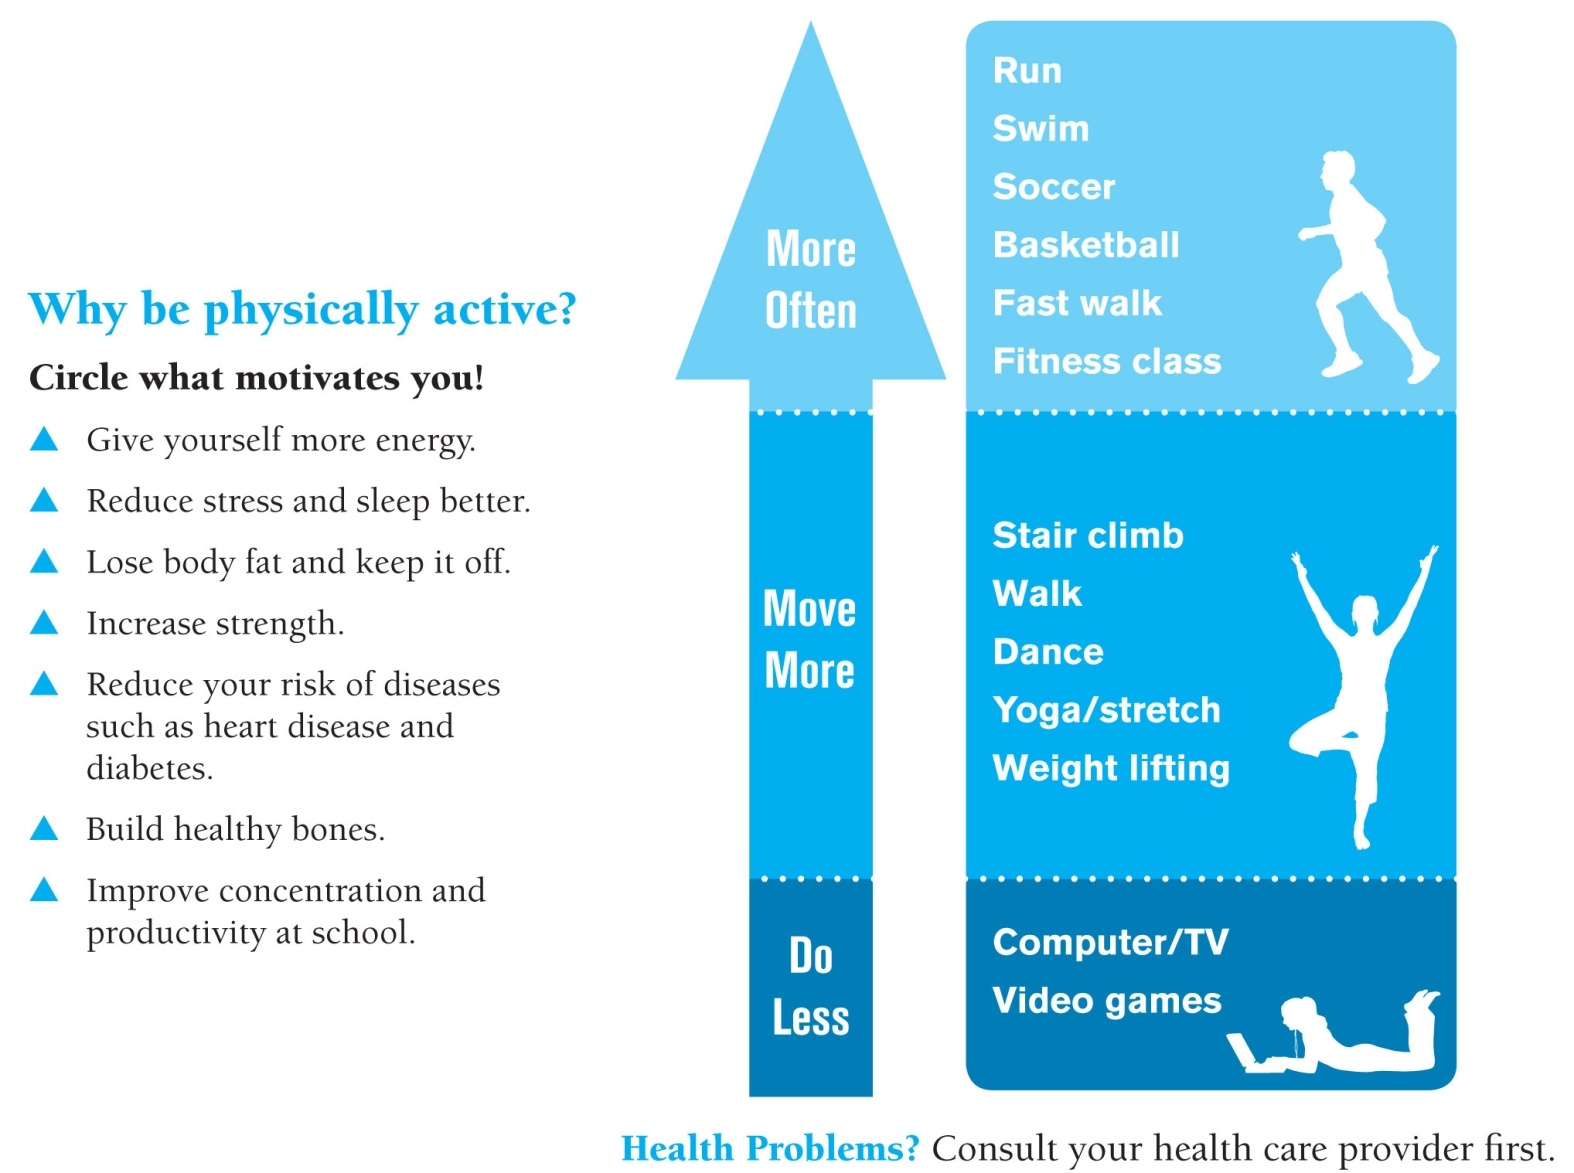 Why be physically active?
Circle what motivates you!
Give yourself more energy.
Reduce stress and sleep better.
Lose body fat and keep it off.
Increase strength.
Reduce your risk of diseases
such as heart disease and
diabetes.
Build healthy bones.
Improve concentration and
productivity at school.
More
Often
Run
Swim
Soccer
Basketball
Fast walk
Fitness class
Move
More
Stair climb
Walk
Dance
Yoga/stretch
Weight lifting
Do
Less
Computer/TV
Video games
Health Problems? Consult your health care provider first.